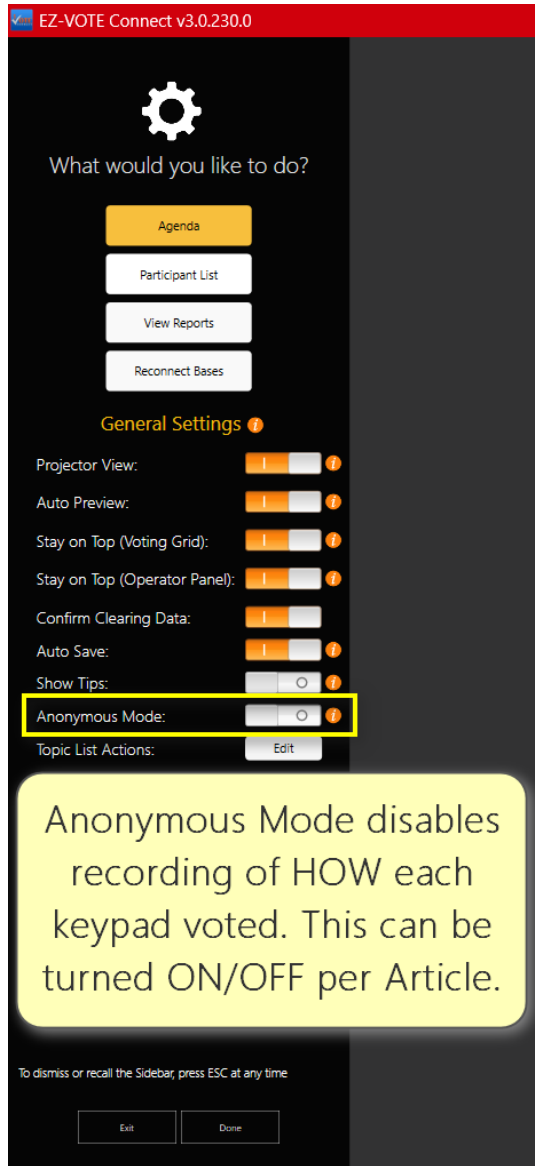 EZ-VOTE Connect v3.0.230.0
What would you like to do?
Agenda
Participant List
View Reports
Reconnect Bases
General Settings
Projector View:
Auto Preview:
Stay on Top (Voting Grid):
Stay on Top (Operator Panel):
Confirm Clearing Data:
Auto Save:
Show Tips:
Anonymous Mode:
Topic List Actions: Edit
Anonymous Mode disables
recording of HOW each
keypad voted. This can be
turned ON/OFF per Article.
To dismiss or recall the Sidebar, press ESC at any time
Exit Done